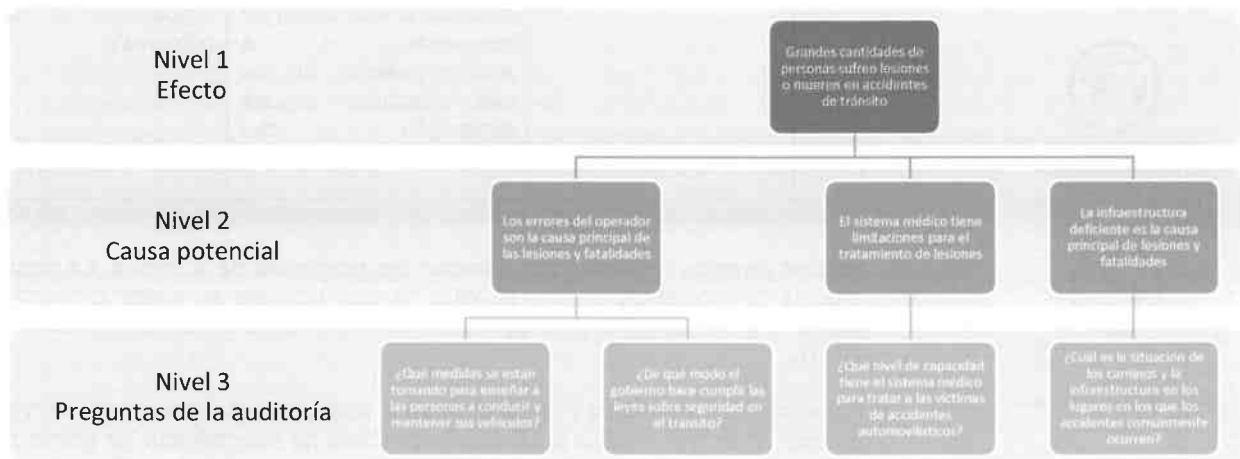 Nivel 1
Efecto
Grandes cantidades de
personas sufren lesiones
o mueren en accidentes
de tránsito
Nivel 2
Causa potencial
Los errores del operador
son la causa principal de
las lesiones y fatalidades
El sistema médico tiene
limitaciones para el
tratamiento de lesiones
La infraestructura
deficiente es la causa
principal de lesiones y
fatalidades
Nivel 3
Preguntas de la auditoría
¿Qué medidas se están
tomando para enseñar a
las personas a conducir y
mantener sus vehículos?
¿De qué modo el
gobierno hace cumplir las
leyes sobre seguridad en
el tránsito?
¿Qué nivel de capacidad
tiene el sistema médico
para tratar a las víctimas
de accidentes
automovilísticos?
¿Cuál es la situación de
los caminos y la
infraestructura en los
lugares en los que los
accidentes comúnmente
ocurren?